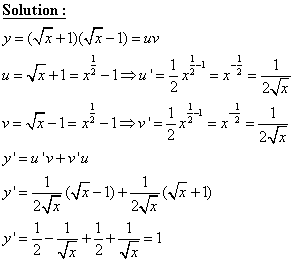 Solution :
y = (√x + 1)(√x − 1) = uv
u = √x + 1 = x^(1/2) − 1 ⇒ u' = 1/2 x^(1/2 − 1) = x^(−1/2) = 1/(2√x)
v = √x − 1 = x^(1/2) − 1 ⇒ v' = 1/2 x^(1/2 − 1) = x^(−1/2) = 1/(2√x)
y' = u'v + v'u
y' = 1/(2√x) (√x − 1) + 1/(2√x) (√x + 1)
y' = 1/2 − 1/√x + 1/2 + 1/√x = 1